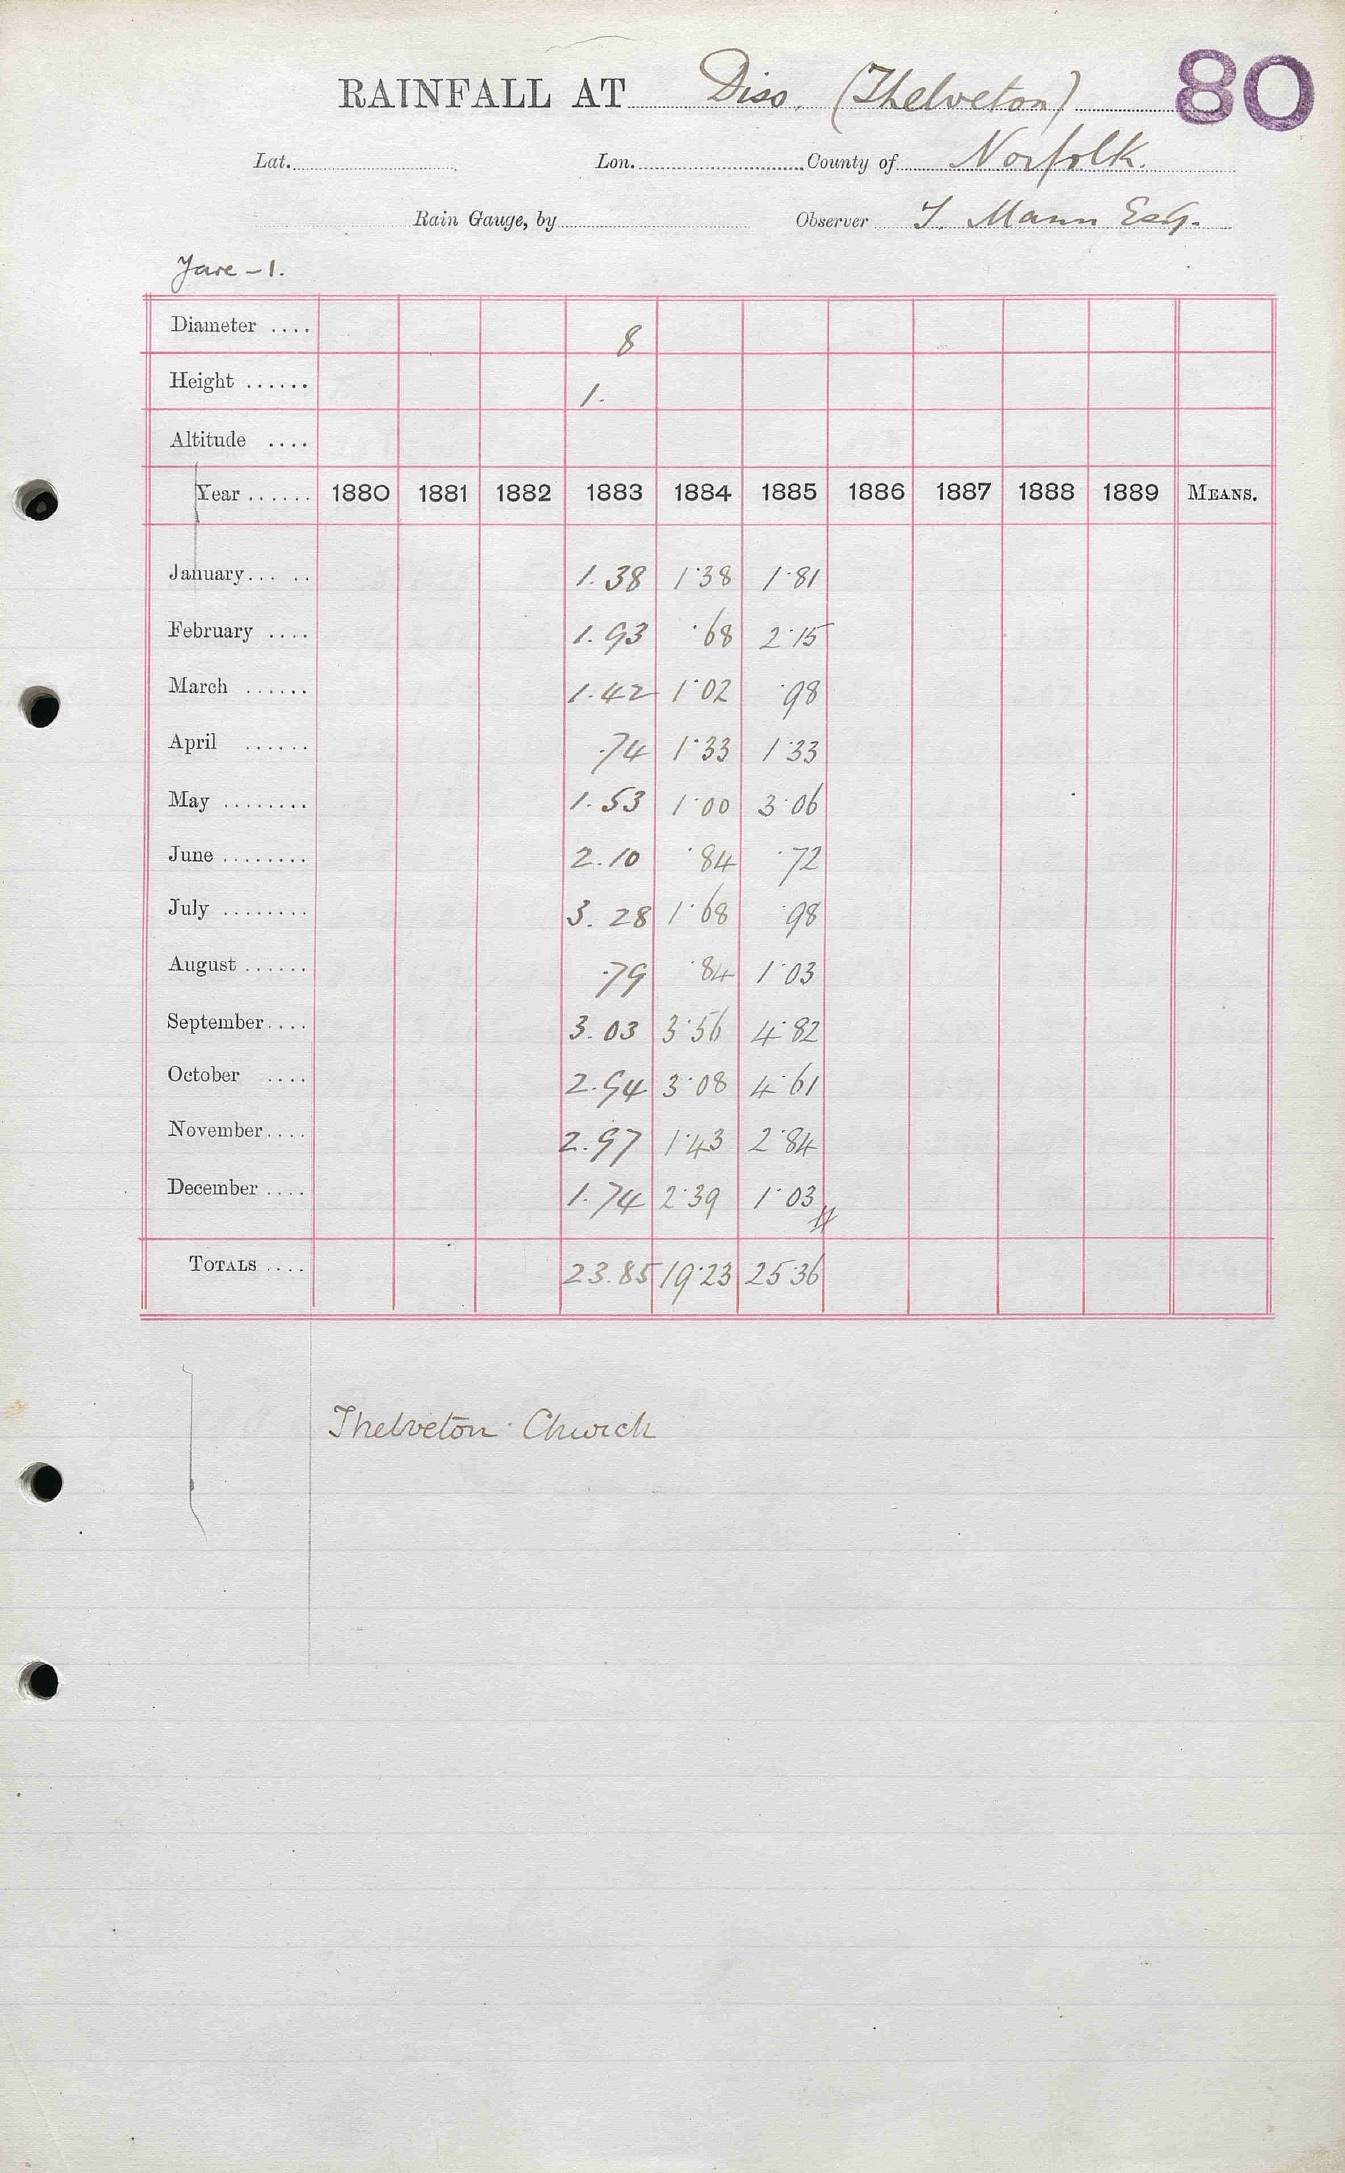 RAINFALL AT Diss. (Thelveton) 80
Lat. Lon. County of Norfolk.
Rain Gauge, by Observer T. Mann Esq.
Yare - 1.
Diameter .... 8
Height ...... 1.
Altitude ....
Year ...... 1880 1881 1882 1883 1884 1885 1886 1887 1888 1889 MEANS.
January... .. 1.38 1·38 1·81
February .... 1.93 ·68 2·15
March ...... 1.42 1·02 ·98
April ...... .74 1·33 1·33
May ........ 1.53 1·00 3·06
June ........ 2.10 ·84 ·72
July ........ 3.28 1·68 ·98
August ...... .79 ·84 1·03
September.... 3.03 3·56 4·82
October .... 2.94 3·08 4·61
November.... 2.97 1·43 2·84
December .... 1.74 2·39 1·03
TOTALS .... 23.85 19·23 25·36
Thelveton Church